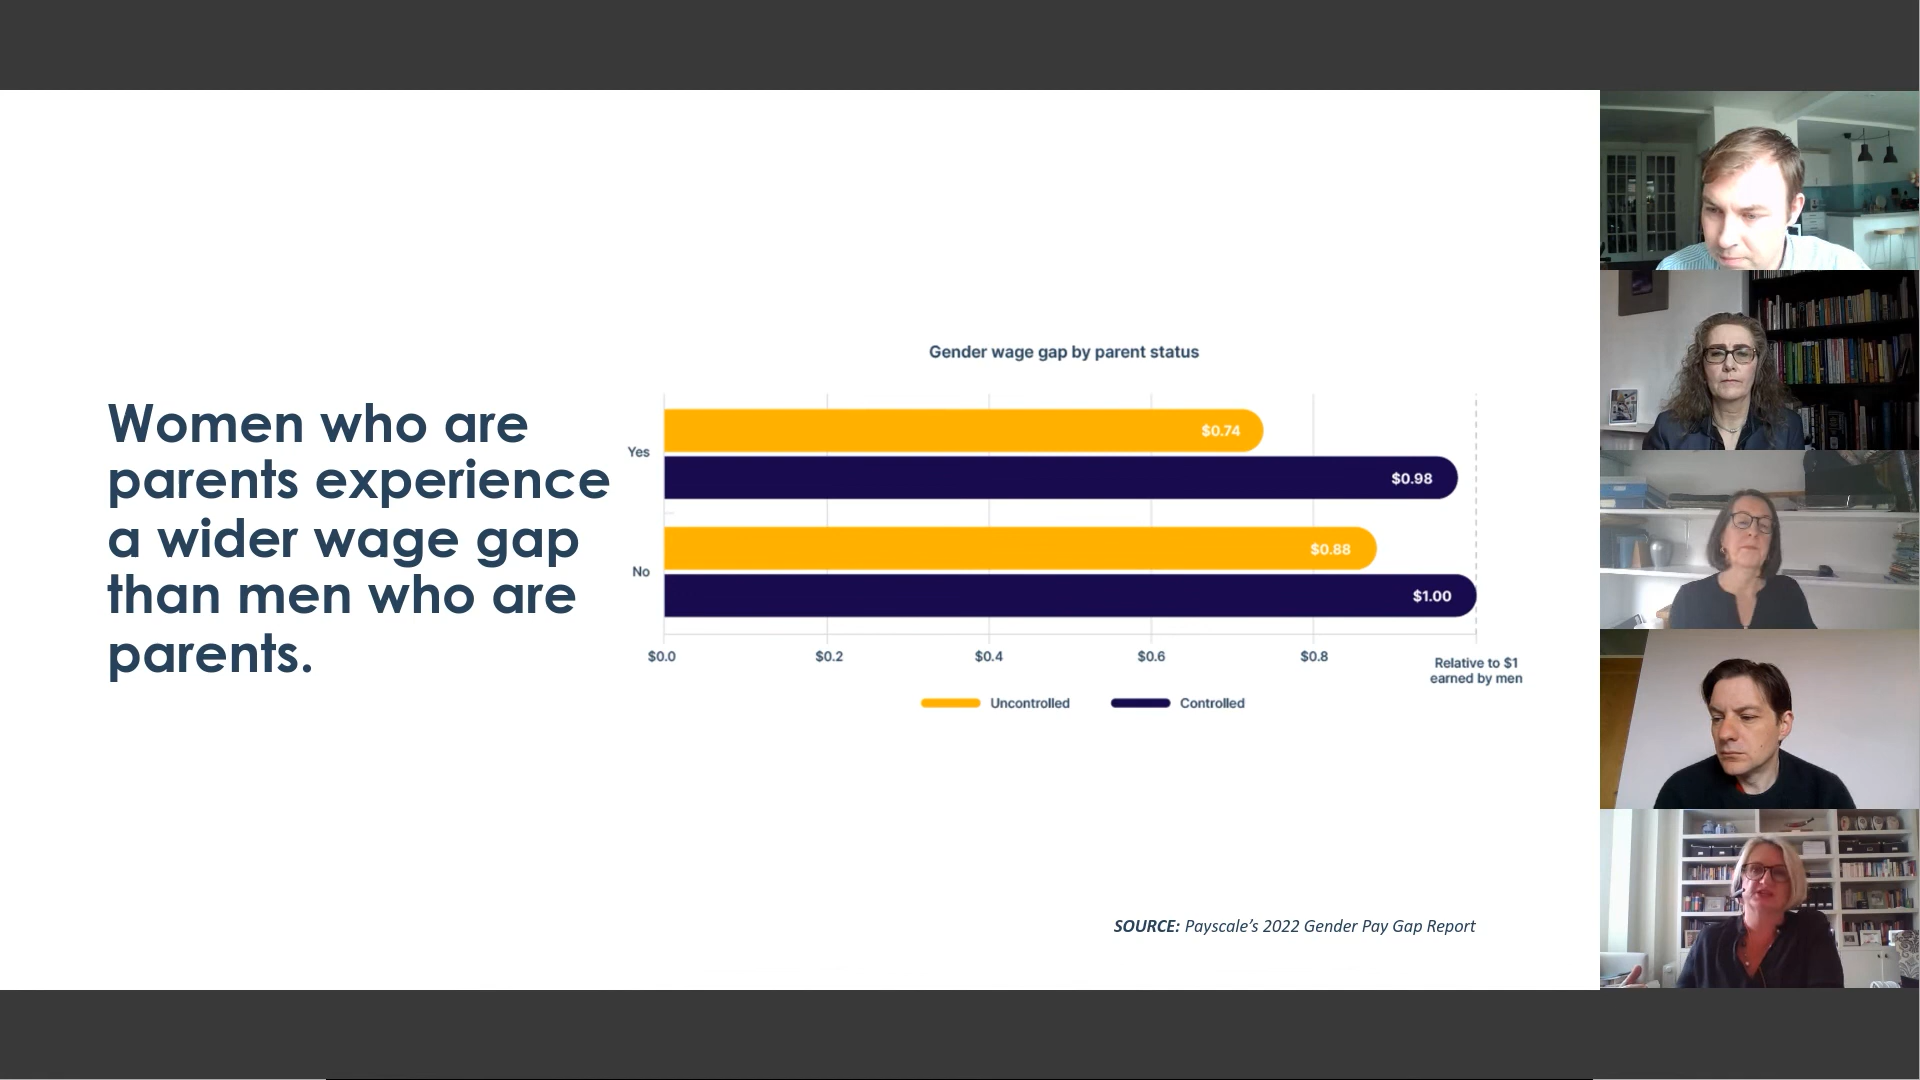 Women who are
parents experience
a wider wage gap
than men who are
parents.
Gender wage gap by parent status
Yes
$0.74
$0.98
No
$0.88
$1.00
$0.0
$0.2
$0.4
$0.6
$0.8
Relative to $1
earned by men
Uncontrolled
Controlled
SOURCE: Payscale’s 2022 Gender Pay Gap Report